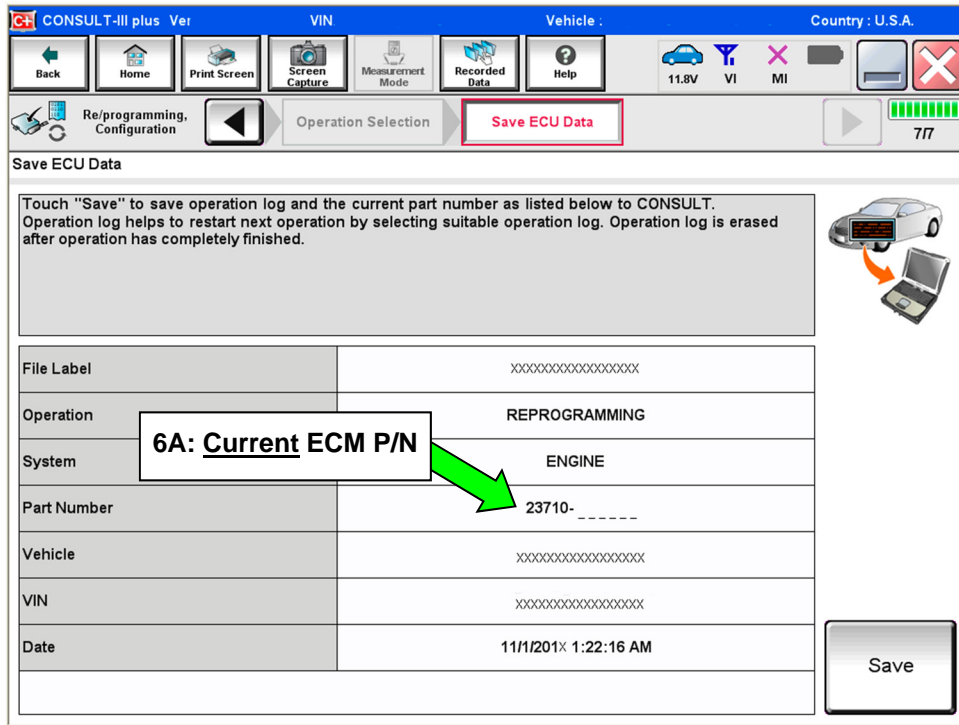 C+ CONSULT-III plus Ver VIN Vehicle : Country : U.S.A.
Back Home Print Screen Screen Capture Measurement Mode Recorded Data Help 11.8V VI MI
Re/programming, Configuration Operation Selection Save ECU Data 7/7
Save ECU Data
Touch "Save" to save operation log and the current part number as listed below to CONSULT.
Operation log helps to restart next operation by selecting suitable operation log. Operation log is erased
after operation has completely finished.
File Label XXXXXXXXXXXXXXXXX
Operation REPROGRAMMING
6A: Current ECM P/N
System ENGINE
Part Number 23710-_ _ _ _ _ _
Vehicle XXXXXXXXXXXXXXXXX
VIN XXXXXXXXXXXXXXXXX
Date 11/1/201X 1:22:16 AM
Save